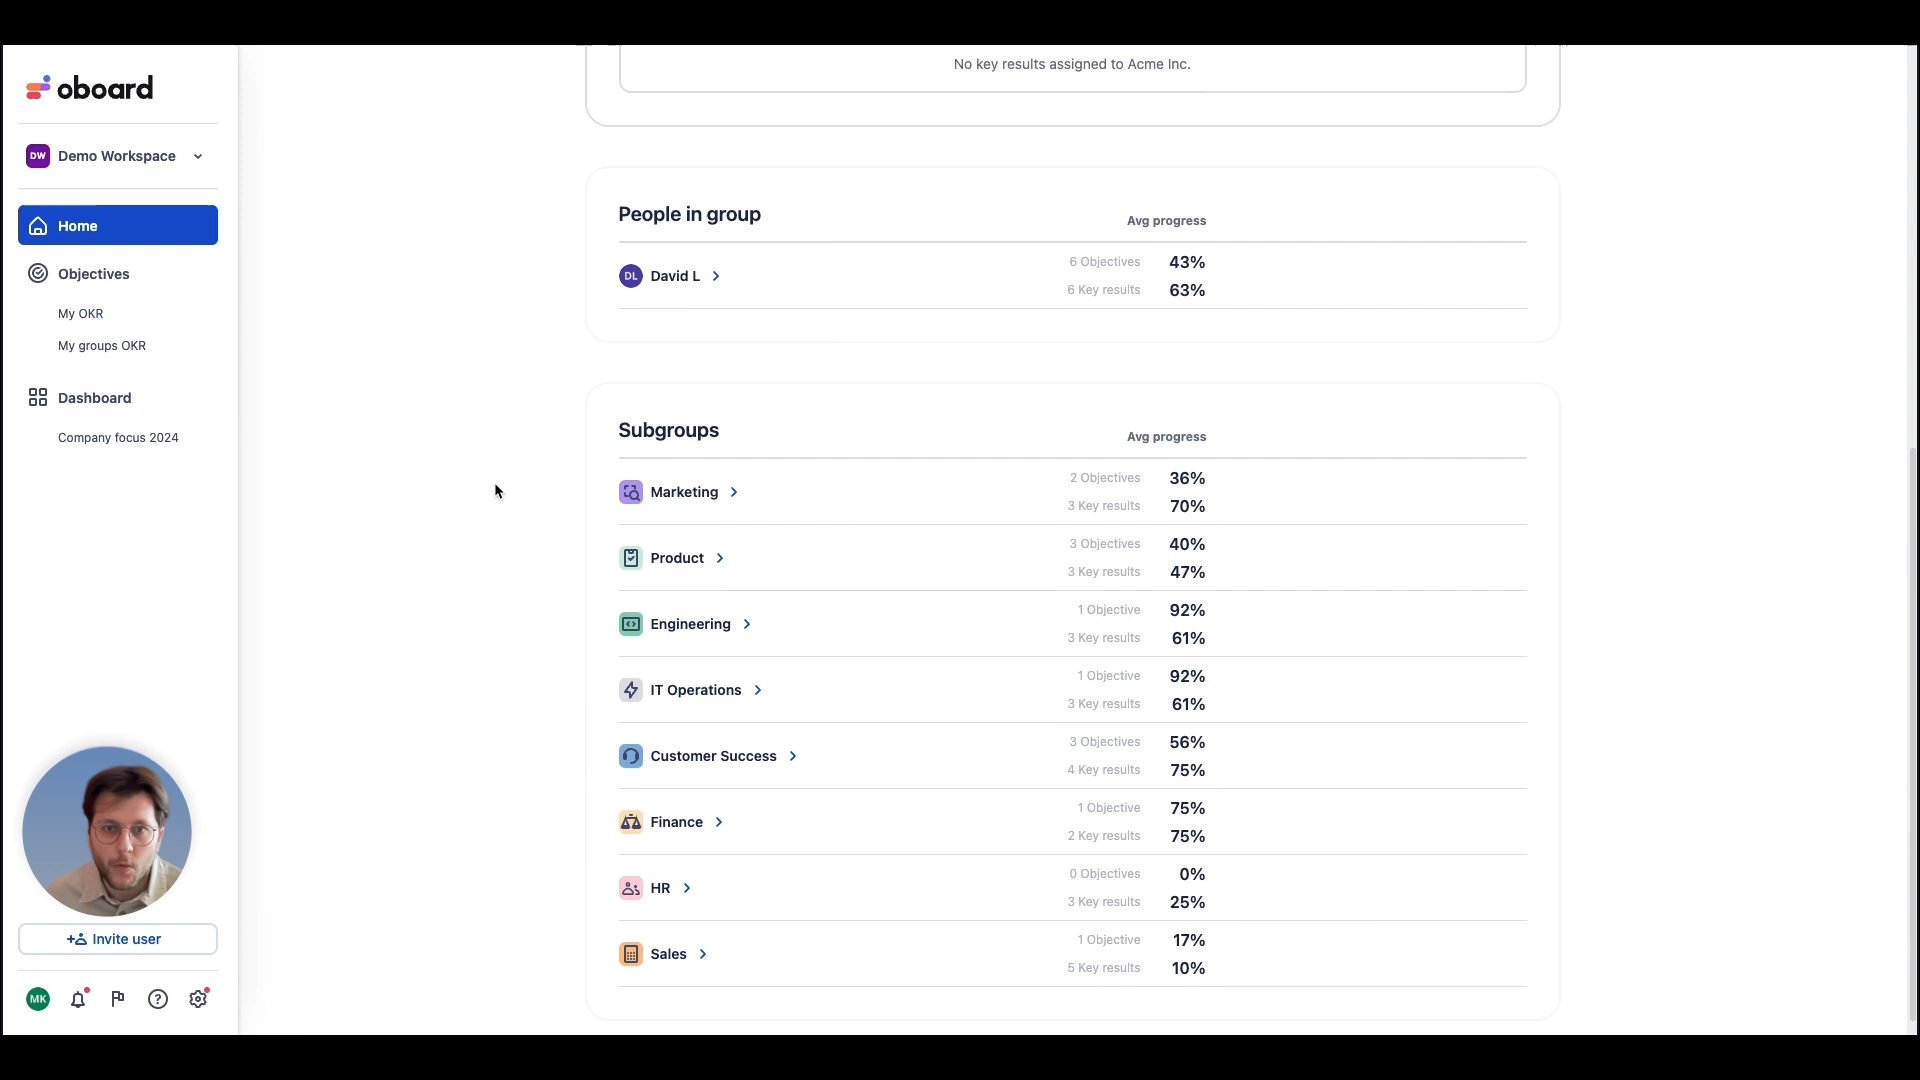 No key results assigned to Acme Inc.
oboard
DW Demo Workspace
Home
Objectives
My OKR
My groups OKR
Dashboard
Company focus 2024
Invite user
MK
People in group Avg progress
DL David L 6 Objectives 43%
6 Key results 63%
Subgroups Avg progress
Marketing 2 Objectives 36%
3 Key results 70%
Product 3 Objectives 40%
3 Key results 47%
Engineering 1 Objective 92%
3 Key results 61%
IT Operations 1 Objective 92%
3 Key results 61%
Customer Success 3 Objectives 56%
4 Key results 75%
Finance 1 Objective 75%
2 Key results 75%
HR 0 Objectives 0%
3 Key results 25%
Sales 1 Objective 17%
5 Key results 10%